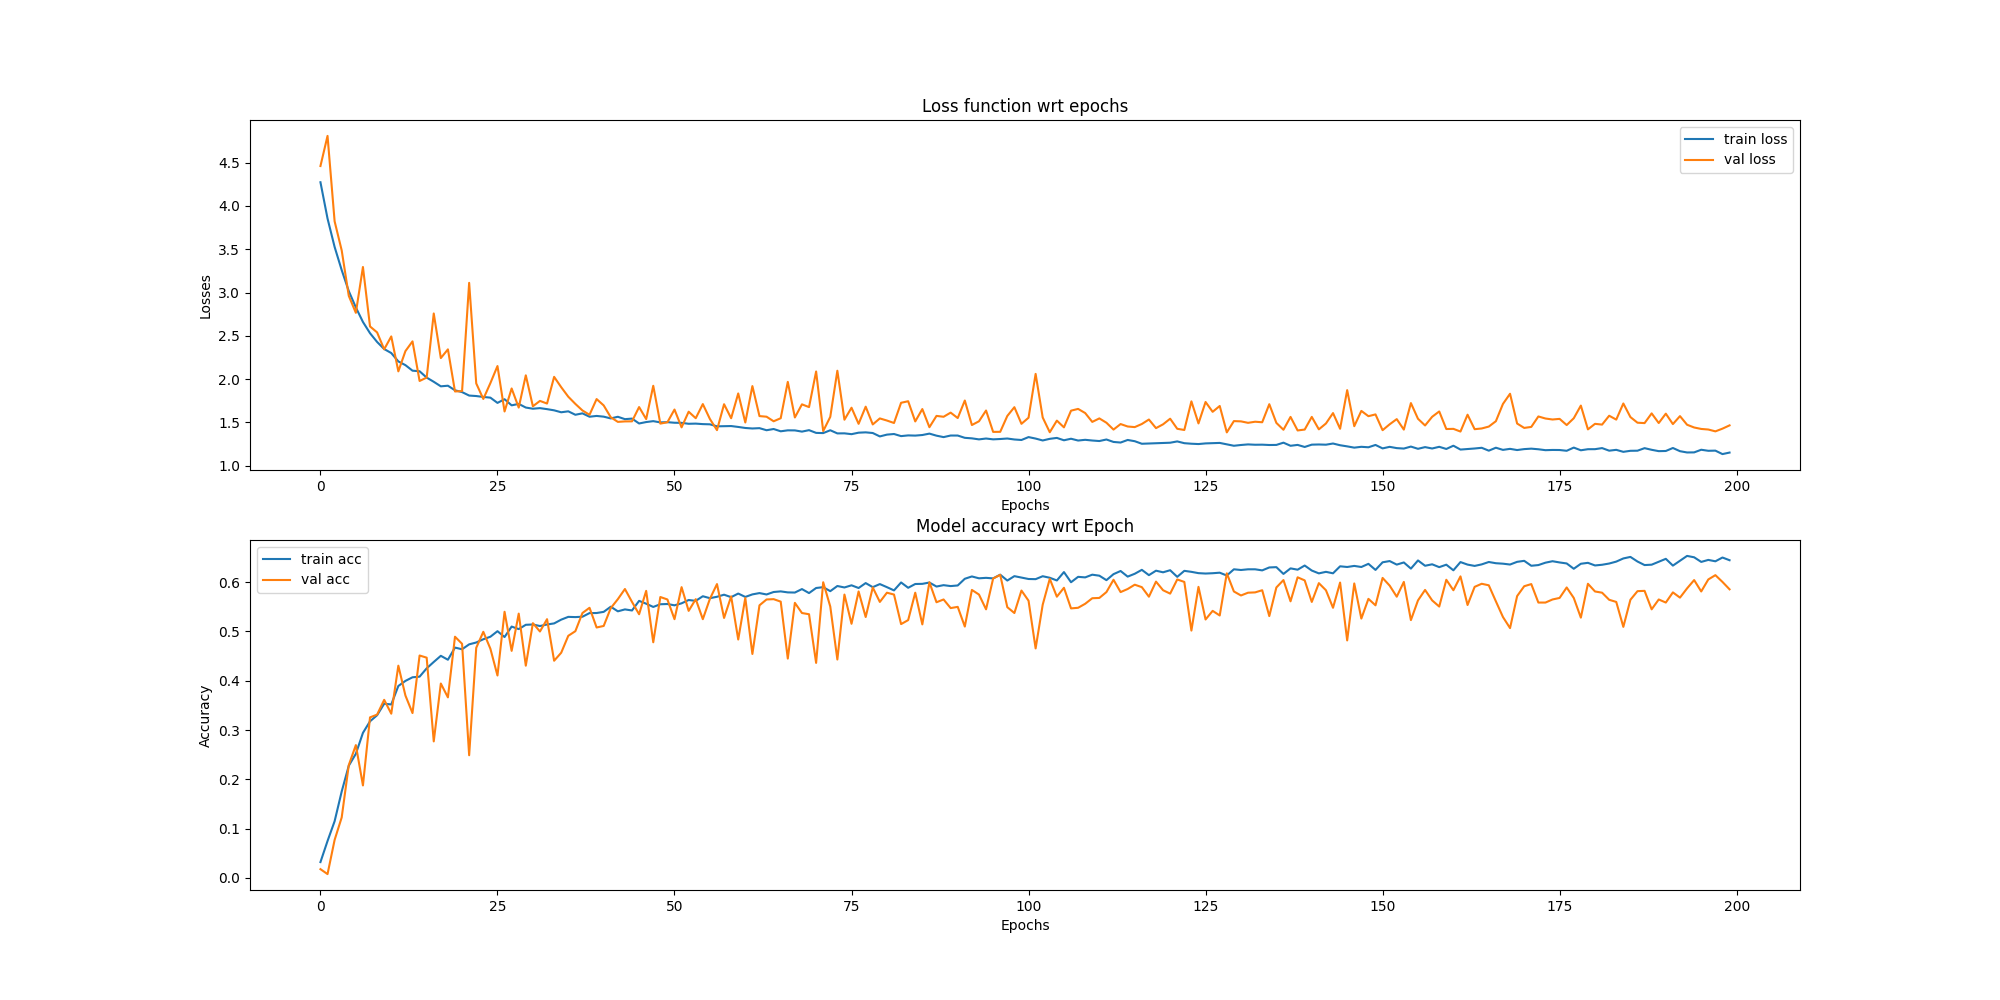 Loss function wrt epochs
train loss
val loss
4.5
4.0
3.5
3.0
2.5
2.0
1.5
1.0
Losses
0 25 50 75 100 125 150 175 200
Epochs
Model accuracy wrt Epoch
train acc
val acc
0.6
0.5
0.4
0.3
0.2
0.1
0.0
Accuracy
0 25 50 75 100 125 150 175 200
Epochs